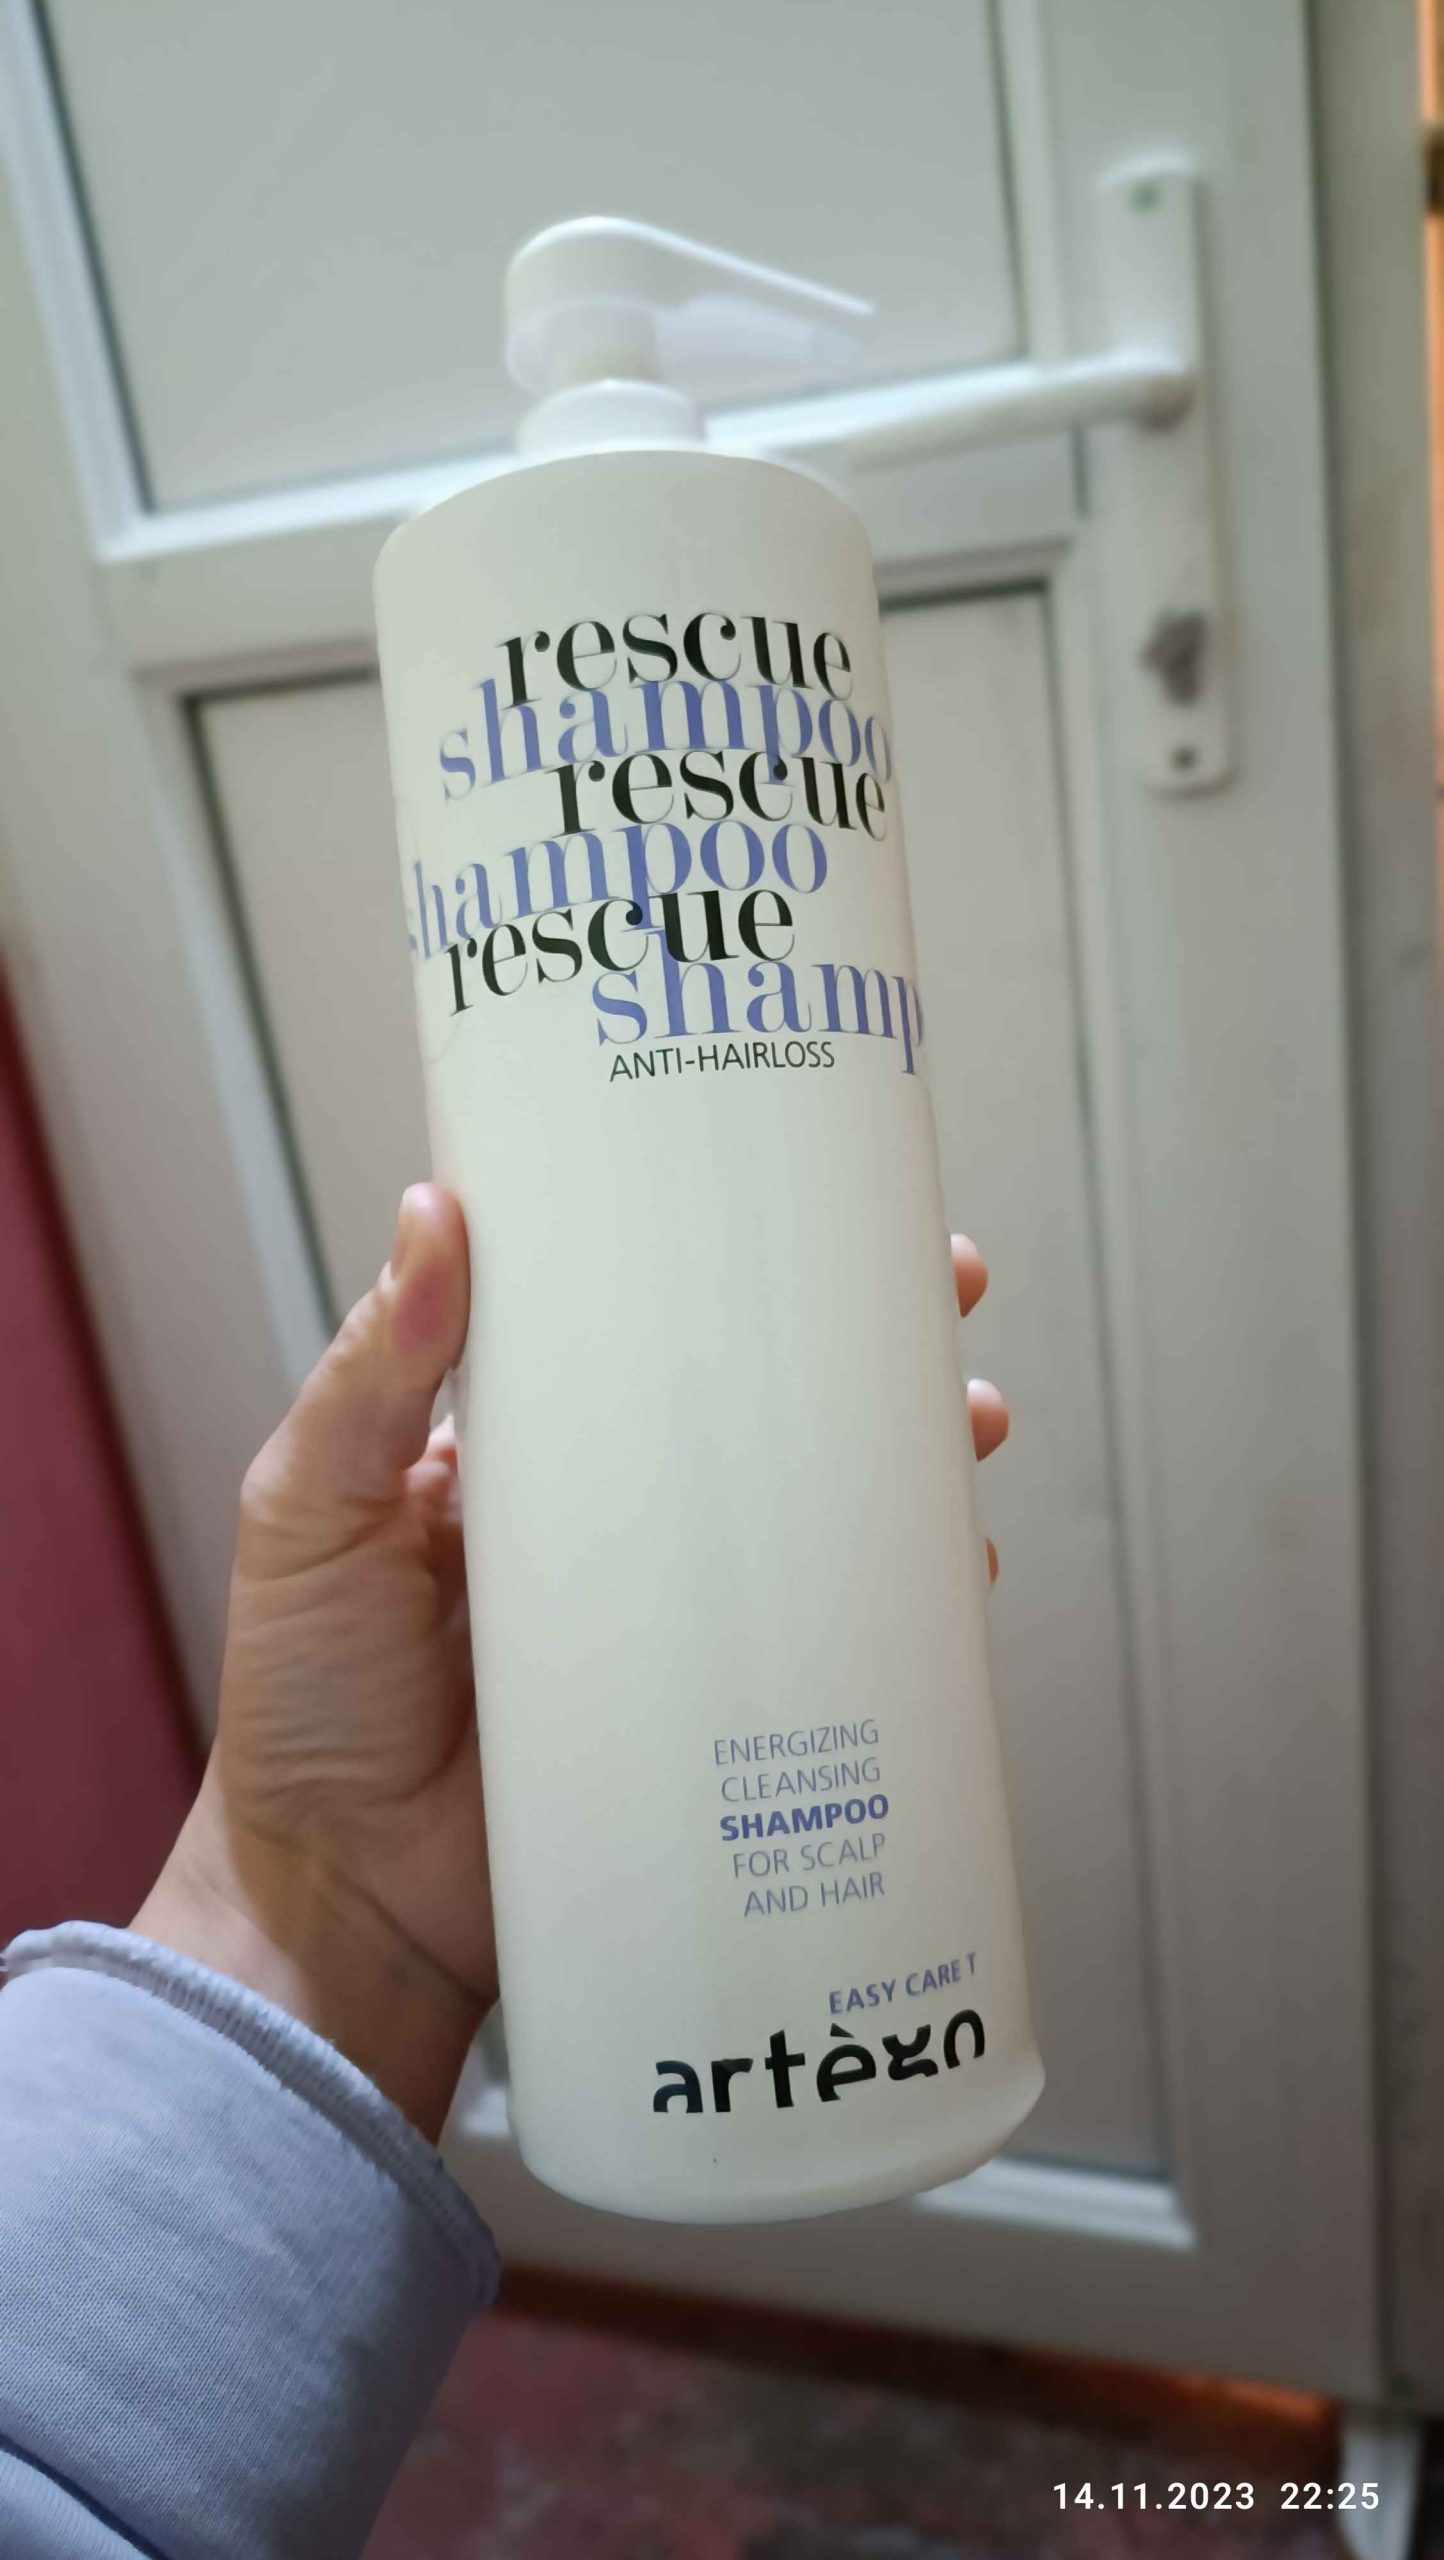 rescue
shampoo
rescue
shampoo
rescue
shamp
ANTI-HAIRLOSS
ENERGIZING
CLEANSING
SHAMPOO
FOR SCALP
AND HAIR
EASY CARE T
artègo
14.11.2023 22:25